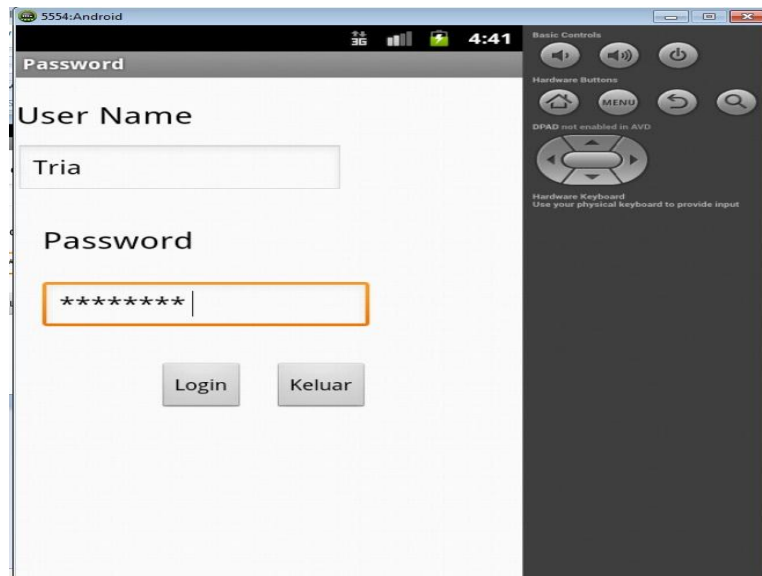 5554:Android
3G 4:41
Password
User Name
Tria
Password
********
Login Keluar
Basic Controls
Hardware Buttons
MENU
DPAD not enabled in AVD
Hardware Keyboard
Use your physical keyboard to provide input